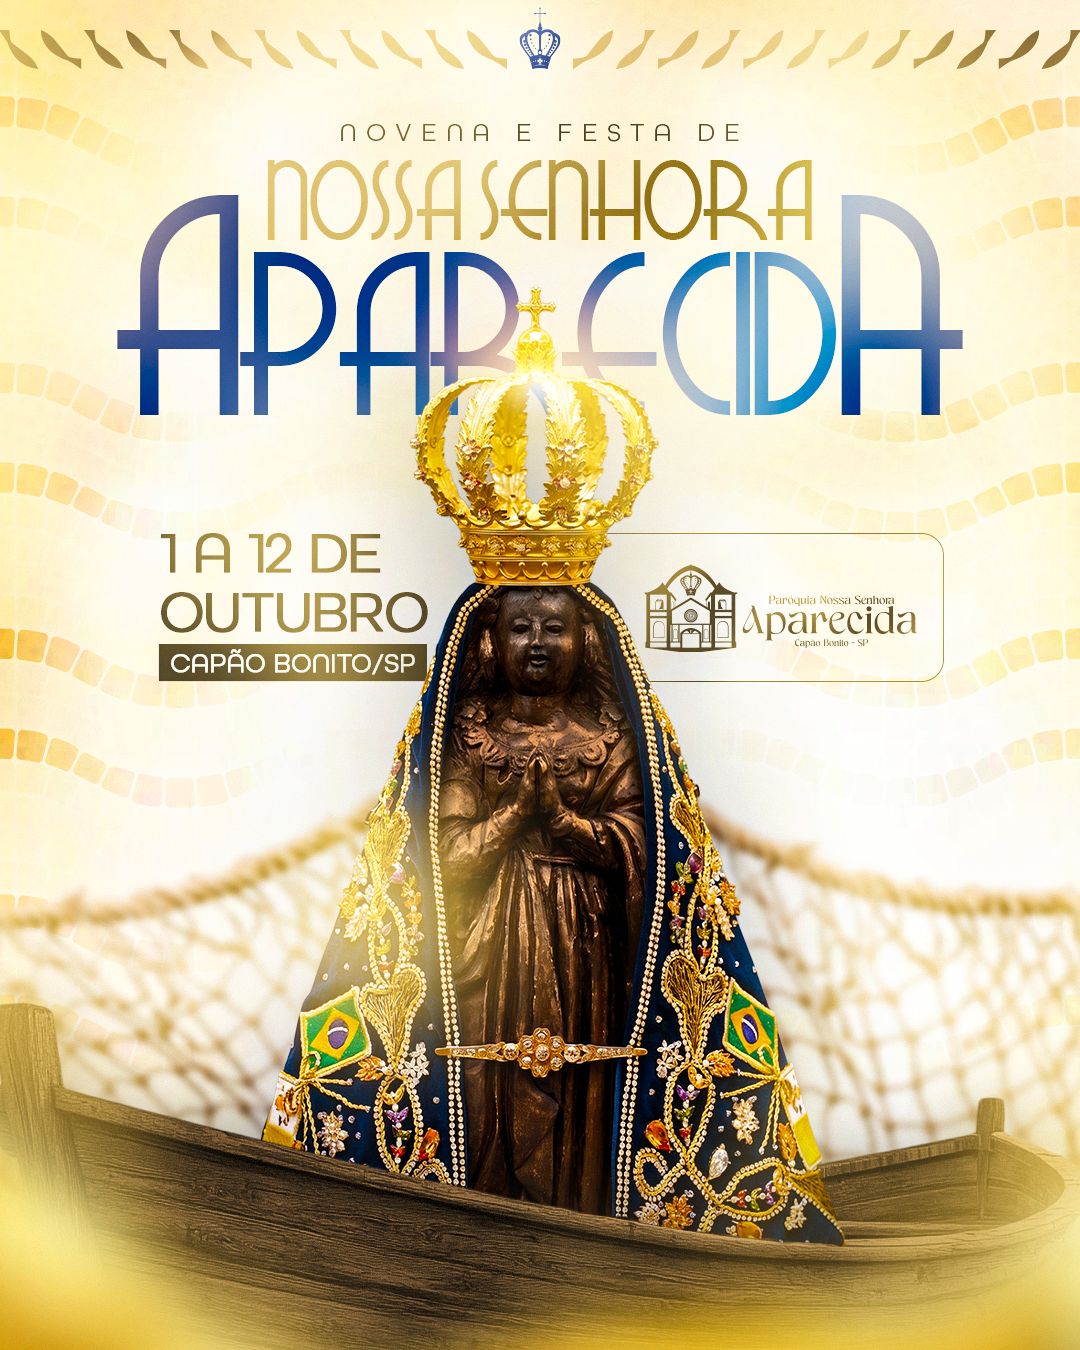 NOVENA E FESTA DE
NOSSA SENHORA
APARECIDA
1 A 12 DE
OUTUBRO
CAPÃO BONITO/SP
Paróquia Nossa Senhora
Aparecida
Capão Bonito - SP